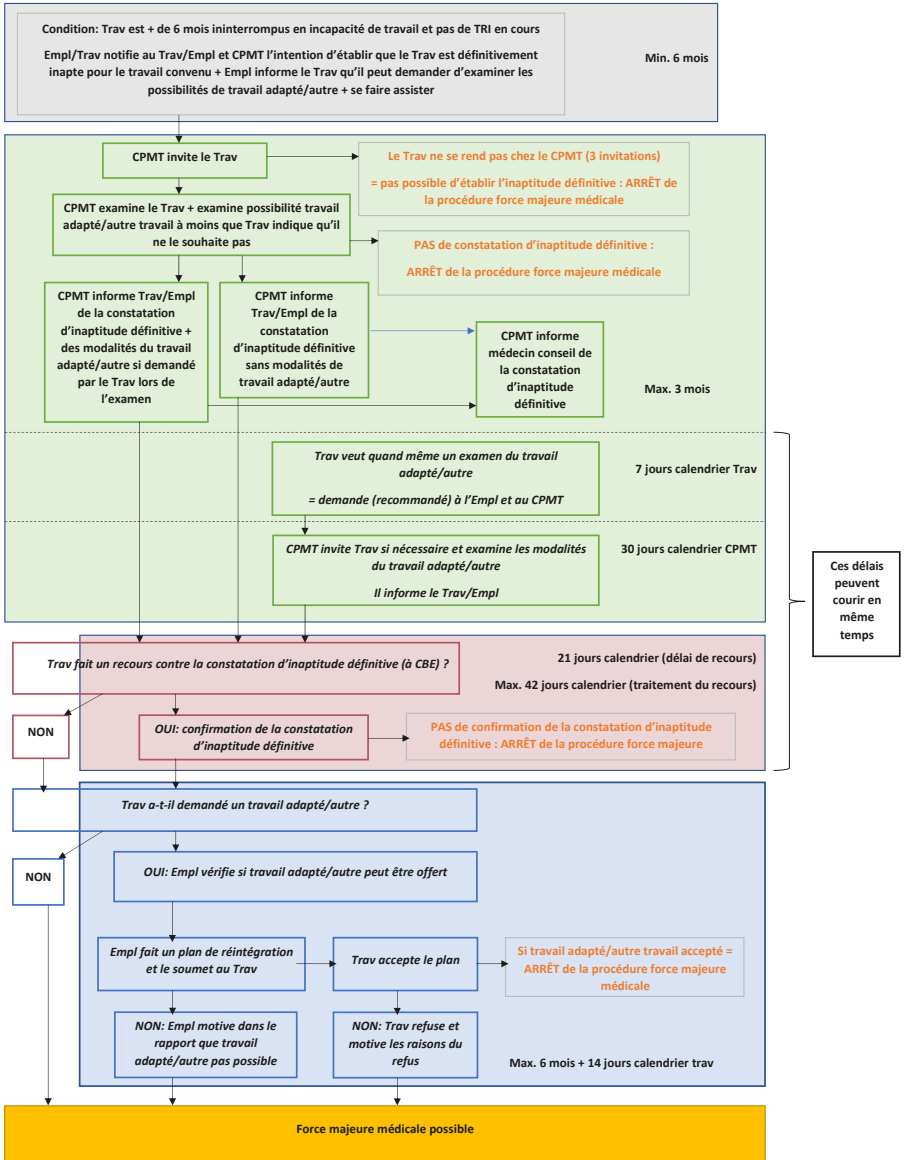 Condition: Trav est + de 6 mois ininterrompus en incapacité de travail et pas de TRI en cours
Empl/Trav notifie au Trav/Empl et CPMT l'intention d'établir que le Trav est définitivement
inapte pour le travail convenu + Empl informe le Trav qu'il peut demander d'examiner les
possibilités de travail adapté/autre + se faire assister
Min. 6 mois
CPMT invite le Trav
Le Trav ne se rend pas chez le CPMT (3 invitations)
= pas possible d'établir l'inaptitude définitive : ARRÊT de
la procédure force majeure médicale
CPMT examine le Trav + examine possibilité travail
adapté/autre travail à moins que Trav indique qu'il
ne le souhaite pas
PAS de constatation d'inaptitude définitive :
ARRÊT de la procédure force majeure médicale
CPMT informe Trav/Empl
de la constatation
d'inaptitude définitive +
des modalités du travail
adapté/autre si demandé
par le Trav lors de
l'examen
CPMT informe
Trav/Empl de la
constatation
d'inaptitude définitive
sans modalités de
travail adapté/autre
CPMT informe
médecin conseil de
la constatation
d'inaptitude
définitive
Max. 3 mois
Trav veut quand même un examen du travail
adapté/autre
= demande (recommandé) à l'Empl et au CPMT
7 jours calendrier Trav
CPMT invite Trav si nécessaire et examine les modalités
du travail adapté/autre
Il informe le Trav/Empl
30 jours calendrier CPMT
Ces délais
peuvent
courir en
même
temps
Trav fait un recours contre la constatation d'inaptitude définitive (à CBE) ?
21 jours calendrier (délai de recours)
Max. 42 jours calendrier (traitement du recours)
NON
OUI: confirmation de la constatation
d'inaptitude définitive
PAS de confirmation de la constatation d'inaptitude
définitive : ARRÊT de la procédure force majeure
Trav a-t-il demandé un travail adapté/autre ?
NON
OUI: Empl vérifie si travail adapté/autre peut être offert
Empl fait un plan de réintégration
et le soumet au Trav
Trav accepte le plan
Si travail adapté/autre travail accepté =
ARRÊT de la procédure force majeure
médicale
NON: Empl motive dans le
rapport que travail
adapté/autre pas possible
NON: Trav refuse et
motive les raisons du
refus
Max. 6 mois + 14 jours calendrier trav
Force majeure médicale possible